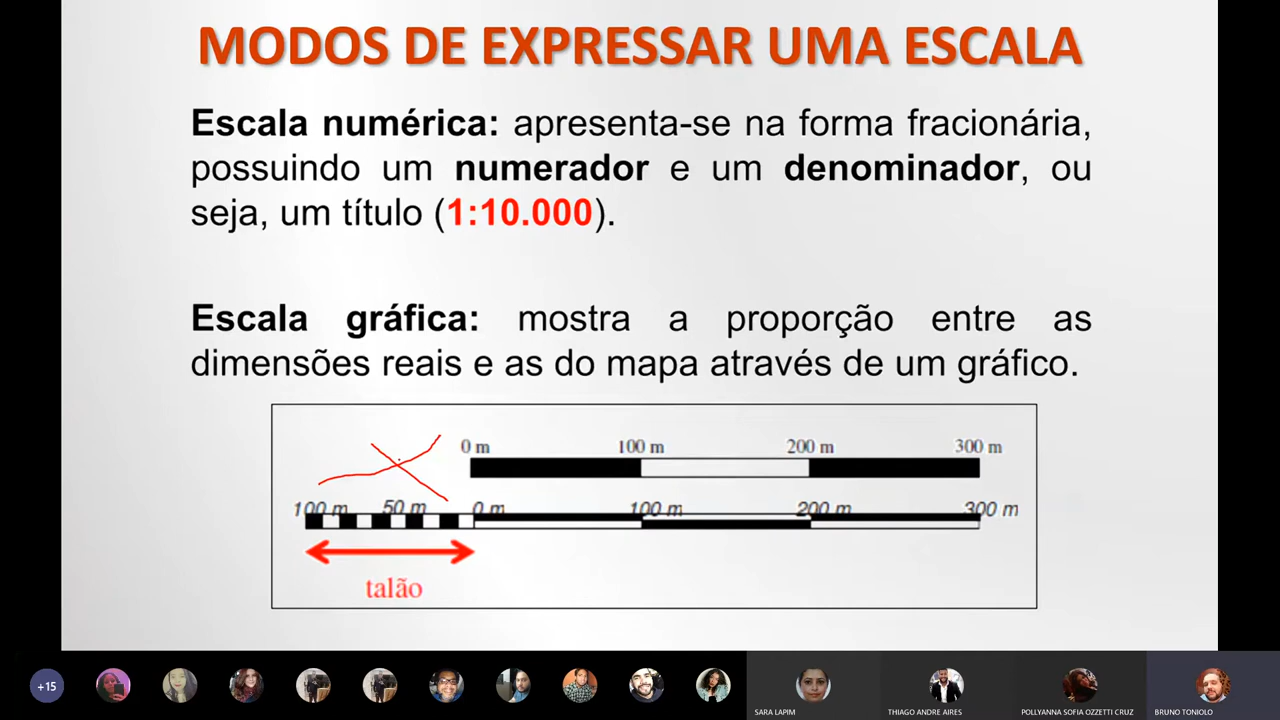 MODOS DE EXPRESSAR UMA ESCALA
Escala numérica: apresenta-se na forma fracionária,
possuindo um numerador e um denominador, ou
seja, um título (1:10.000).
Escala gráfica: mostra a proporção entre as
dimensões reais e as do mapa através de um gráfico.
0 m 100 m 200 m 300 m
100 m 50 m 0 m 100 m 200 m 300 m
talão
+15
SARA LAPIM THIAGO ANDRE AIRES POLLYANNA SOFIA OZZETTI CRUZ BRUNO TONIOLO